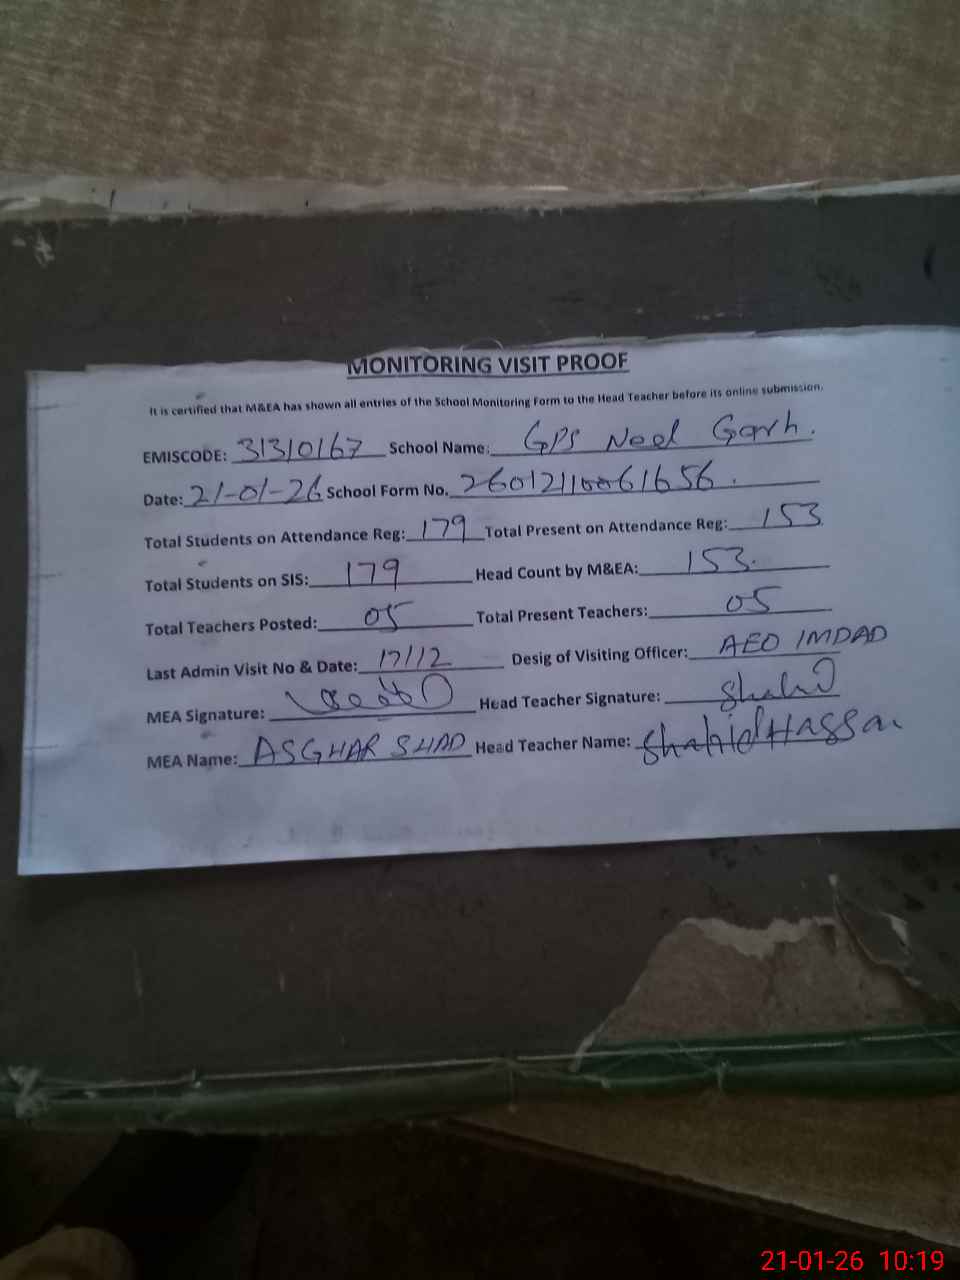 MONITORING VISIT PROOF
It is certified that M&EA has shown all entries of the School Monitoring Form to the Head Teacher before its online submission.
EMISCODE: 31310167 School Name: GPS Neel Garh.
Date: 21-01-26 School Form No. 26012110061656.
Total Students on Attendance Reg: 179 Total Present on Attendance Reg: 153
Total Students on SIS: 179 Head Count by M&EA: 153.
Total Teachers Posted: 05 Total Present Teachers: 05
Last Admin Visit No & Date: 17/12 Desig of Visiting Officer: AEO IMDAD
MEA Signature: Head Teacher Signature: Shahid
MEA Name: ASGHAR SHAD Head Teacher Name: Shahid Hassan
21-01-26 10:19